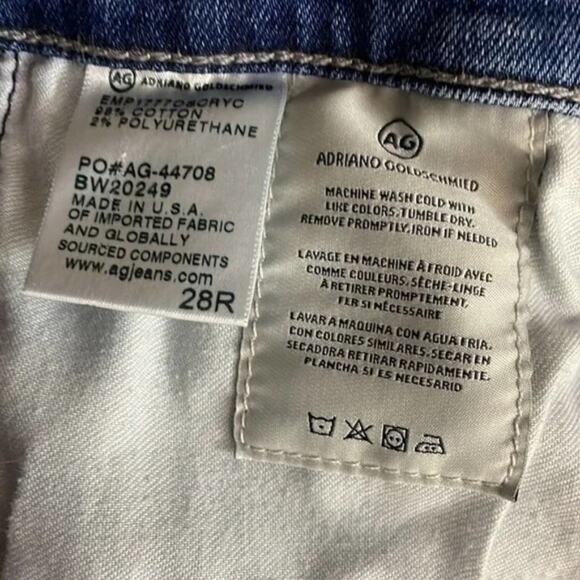 AG ADRIANO GOLDSCHMIED
98% COTTON
2% POLYURETHANE
PO#AG-44708
BW20249
MADE IN U.S.A.
OF IMPORTED FABRIC
AND GLOBALLY
SOURCED COMPONENTS
www.agjeans.com
28R
AG
ADRIANO GOLDSCHMIED
MACHINE WASH COLD WITH
LIKE COLORS, TUMBLE DRY.
REMOVE PROMPTLY, IRON IF NEEDED
LAVAGE EN MACHINE À FROID AVEC
COMME COULEURS, SÈCHE-LINGE
À RETIRER PROMPTEMENT,
FER SI NÉCESSAIRE
LAVAR A MAQUINA CON AGUA FRIA.
CON COLORES SIMILARES. SECAR EN
SECADORA RETIRAR RAPIDAMENTE.
PLANCHA SI ES NECESARIO